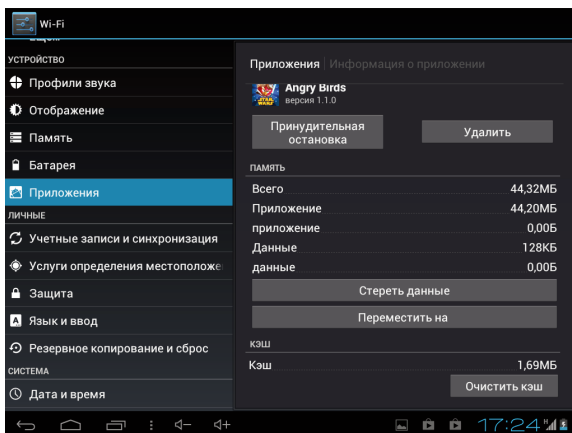 Wi-Fi
УСТРОЙСТВО
Профили звука
Отображение
Память
Батарея
Приложения
ЛИЧНЫЕ
Учетные записи и синхронизация
Услуги определения местоположе
Защита
Язык и ввод
Резервное копирование и сброс
СИСТЕМА
Дата и время
Приложения Информация о приложении
Angry Birds
версия 1.1.0
Принудительная
остановка
Удалить
ПАМЯТЬ
Всего 44,32МБ
Приложение 44,20МБ
приложение 0,00Б
Данные 128КБ
данные 0,00Б
Стереть данные
Переместить на
КЭШ
Кэш 1,69МБ
Очистить кэш
17:24